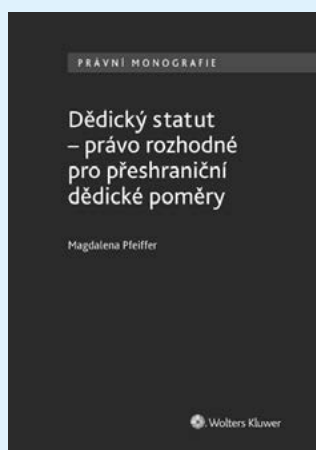 PRÁVNÍ MONOGRAFIE
Dědický statut
– právo rozhodné
pro přeshraniční
dědické poměry
Magdalena Pfeiffer
Wolters Kluwer